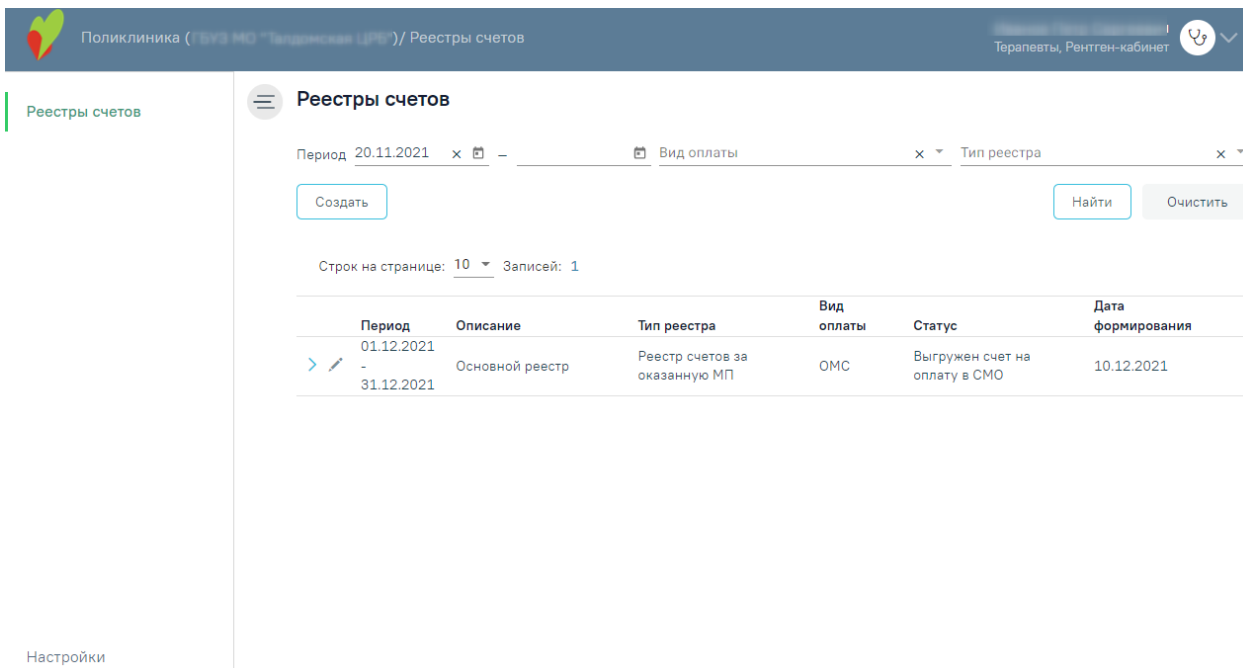 Поликлиника ( )/ Реестры счетов
Терапевты, Рентген-кабинет
Реестры счетов
Реестры счетов
Период 20.11.2021 × – Вид оплаты × Тип реестра ×
Создать Найти Очистить
Строк на странице: 10 Записей: 1
Вид Дата
Период Описание Тип реестра оплаты Статус формирования
01.12.2021
Реестр счетов за Выгружен счет на
- Основной реестр ОМС 10.12.2021
оказанную МП оплату в СМО
31.12.2021
Настройки